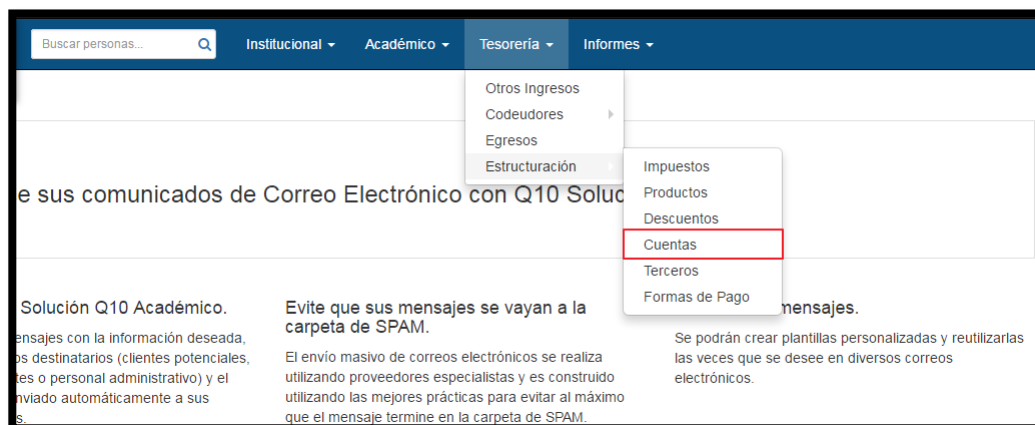 Buscar personas...
Institucional
Académico
Tesorería
Informes
Otros Ingresos
Codeudores
Egresos
Estructuración
Impuestos
Productos
Descuentos
Cuentas
Terceros
Formas de Pago
e sus comunicados de Correo Electrónico con Q10
Solución Q10 Académico.
ensajes con la información deseada,
os destinatarios (clientes potenciales,
tes o personal administrativo) y el
nviado automáticamente a sus
s.
Evite que sus mensajes se vayan a la
carpeta de SPAM.
El envío masivo de correos electrónicos se realiza
utilizando proveedores especialistas y es construido
utilizando las mejores prácticas para evitar al máximo
que el mensaje termine en la carpeta de SPAM.
mensajes.
Se podrán crear plantillas personalizadas y reutilizarlas
las veces que se desee en diversos correos
electrónicos.